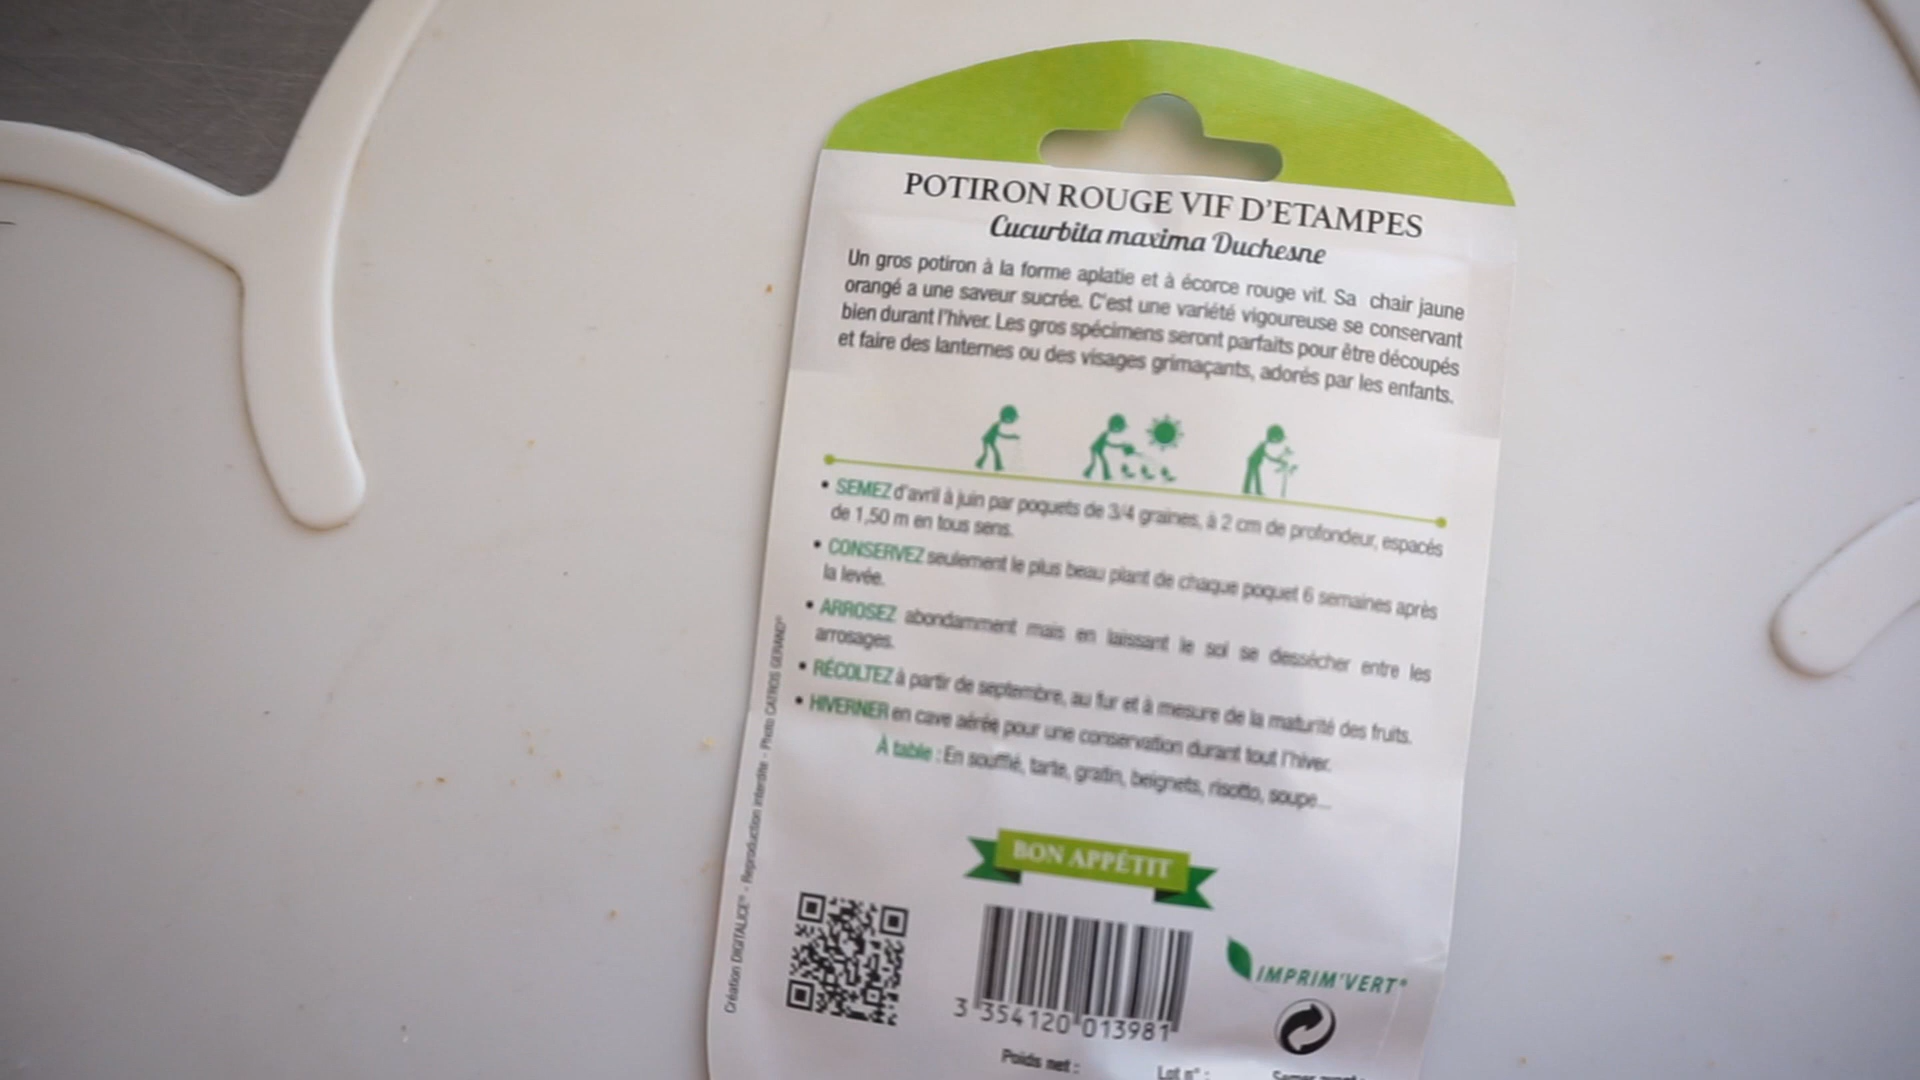 POTIRON ROUGE VIF D'ETAMPES
Cucurbita maxima Duchesne
Un gros potiron à la forme aplatie et à écorce rouge vif. Sa chair jaune
orangé a une saveur sucrée. C'est une variété vigoureuse se conservant
bien durant l'hiver. Les gros spécimens seront parfaits pour être découpés
et faire des lanternes ou des visages grimaçants, adorés par les enfants.
• SEMEZ d'avril à juin par poquets de 3/4 graines, à 2 cm de profondeur, espacés
de 1,50 m en tous sens.
• CONSERVEZ seulement le plus beau plant de chaque poquet 6 semaines après
la levée.
• ARROSEZ abondamment mais en laissant le sol se dessécher entre les
arrosages.
• RÉCOLTEZ à partir de septembre, au fur et à mesure de la maturité des fruits.
• HIVERNER en cave aérée pour une conservation durant tout l'hiver.
À table : En soufflé, tarte, gratin, beignets, risotto, soupe...
BON APPÉTIT
Création DIGITALICE® - Reproduction interdite - Photo CATROS GERAND®
IMPRIM'VERT®
3 354120 013981
Poids net :
Lot n° :
Semer avant :